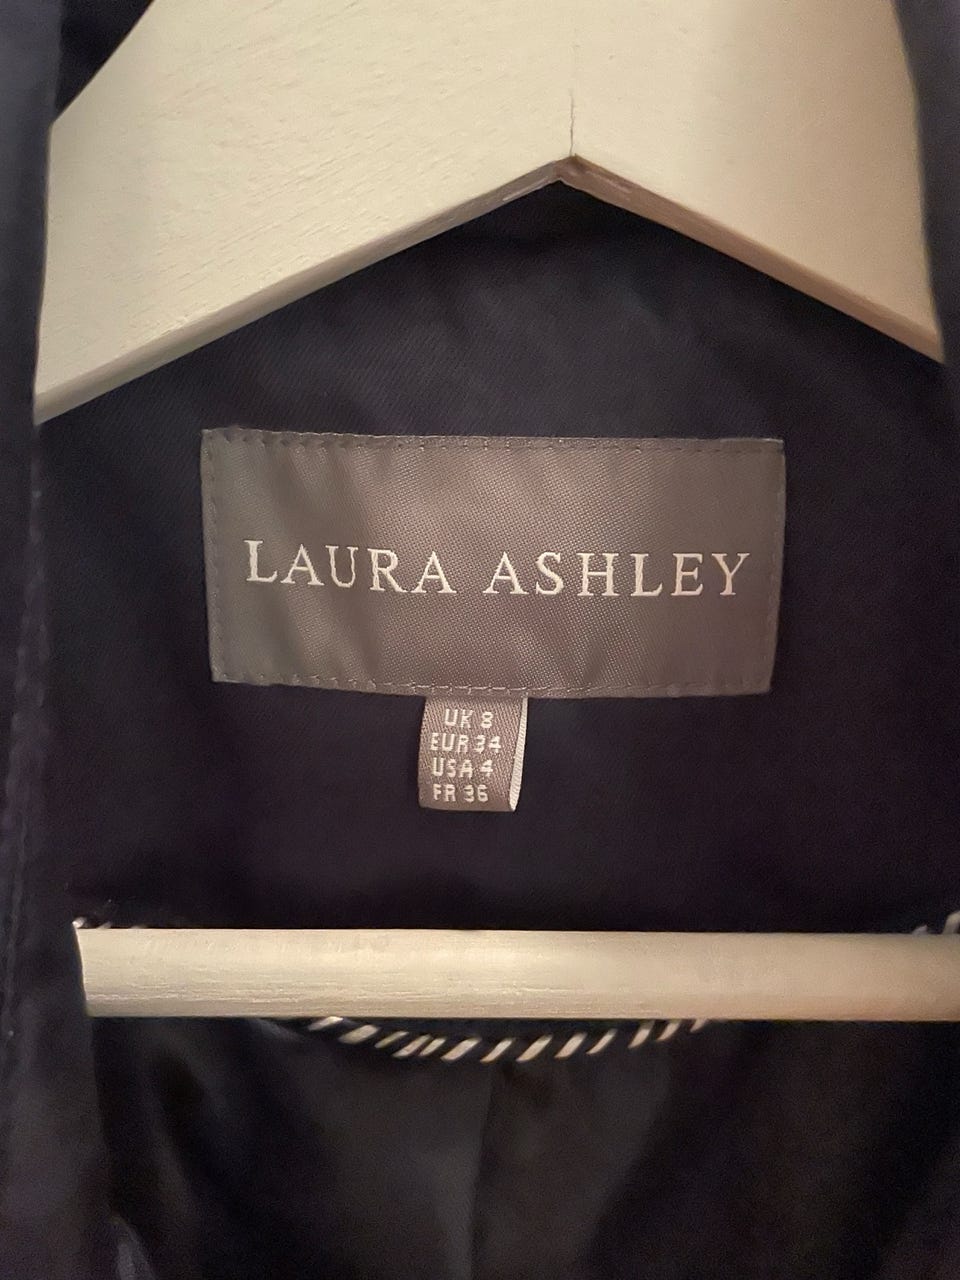 LAURA ASHLEY
UK 8
EUR 34
USA 4
FR 36